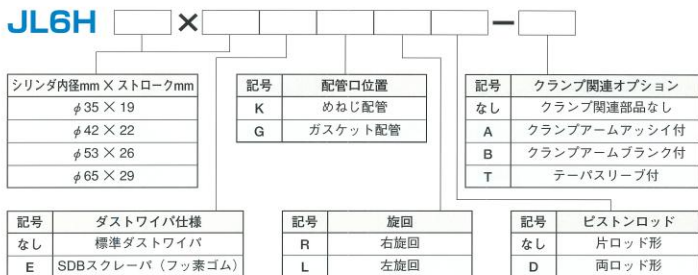 JL6H × －
シリンダ内径mm × ストロークmm
φ35 × 19
φ42 × 22
φ53 × 26
φ65 × 29
記号 配管口位置
K めねじ配管
G ガスケット配管
記号 クランプ関連オプション
なし クランプ関連部品なし
A クランプアームアッシイ付
B クランプアームブランク付
T テーパスリーブ付
記号 ダストワイパ仕様
なし 標準ダストワイパ
E SDBスクレーパ（フッ素ゴム）
記号 旋回
R 右旋回
L 左旋回
記号 ピストンロッド
なし 片ロッド形
D 両ロッド形